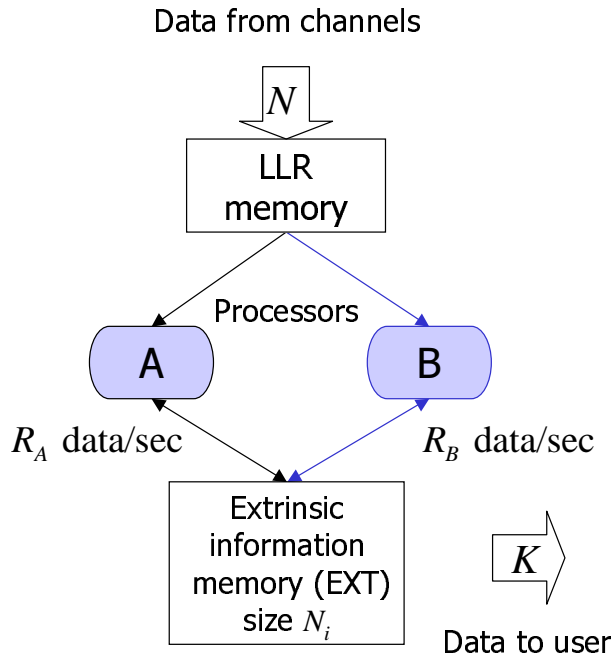 Data from channels
N
LLR
memory
Processors
A
B
R_A data/sec
R_B data/sec
Extrinsic
information
memory (EXT)
size N_i
K
Data to user